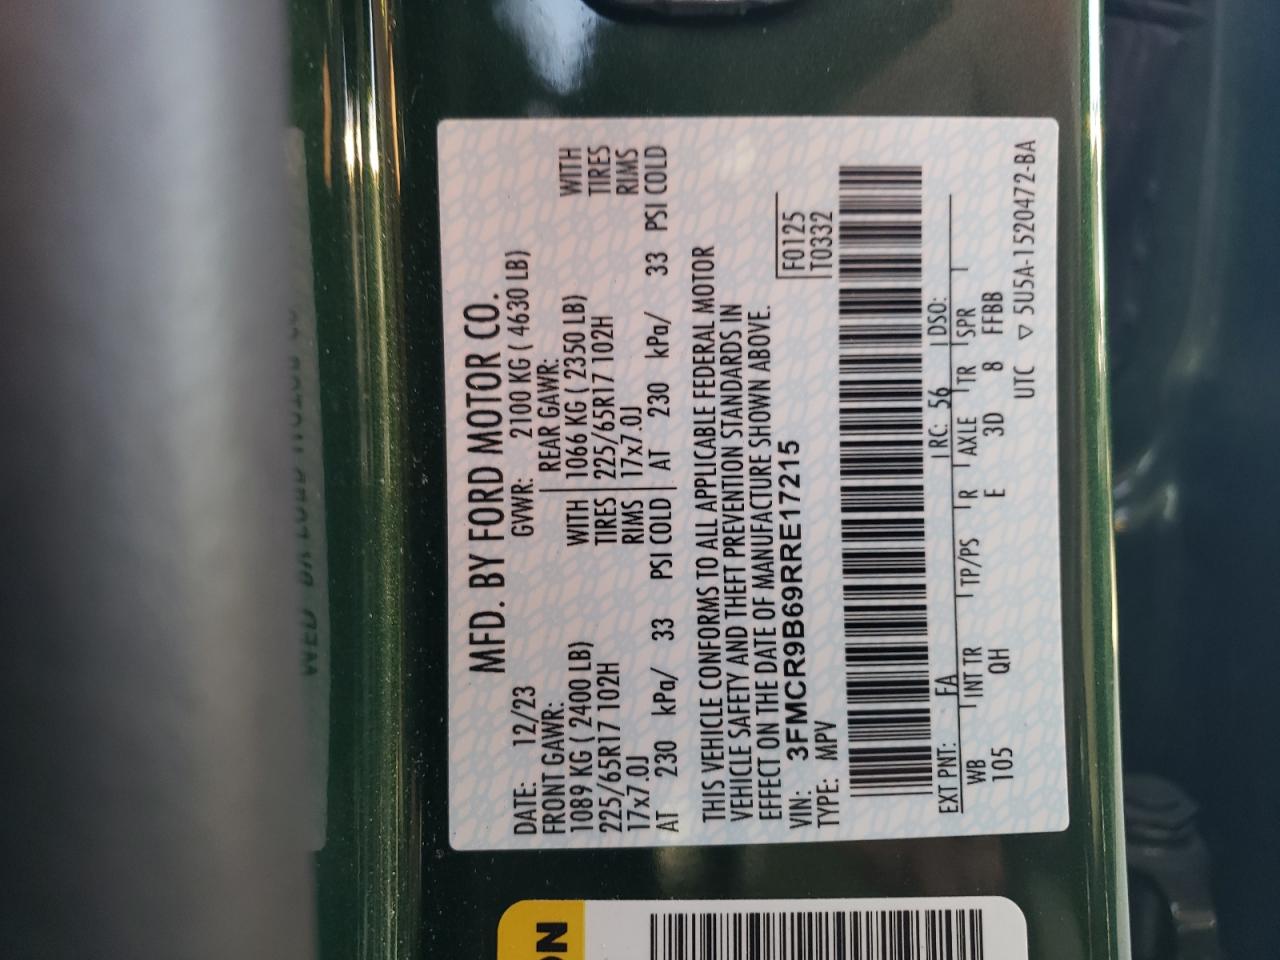 MFD. BY FORD MOTOR CO.
DATE: 12/23 GVWR: 2100 KG ( 4630 LB)
FRONT GAWR: REAR GAWR:
1089 KG ( 2400 LB) WITH 1066 KG ( 2350 LB) WITH
225/65R17 102H TIRES 225/65R17 102H TIRES
17x7.0J RIMS 17x7.0J RIMS
AT 230 kPa/ 33 PSI COLD AT 230 kPa/ 33 PSI COLD
THIS VEHICLE CONFORMS TO ALL APPLICABLE FEDERAL MOTOR
VEHICLE SAFETY AND THEFT PREVENTION STANDARDS IN
EFFECT ON THE DATE OF MANUFACTURE SHOWN ABOVE.
VIN: 3FMCR9B69RRE17215 F0125
TYPE: MPV T0332
EXT PNT: FA RC: 56 DSO:
WB INT TR TP/PS R AXLE TR SPR
105 QH E 3D 8 FFBB
UTC ▽ 5U5A-1520472-BA
ON